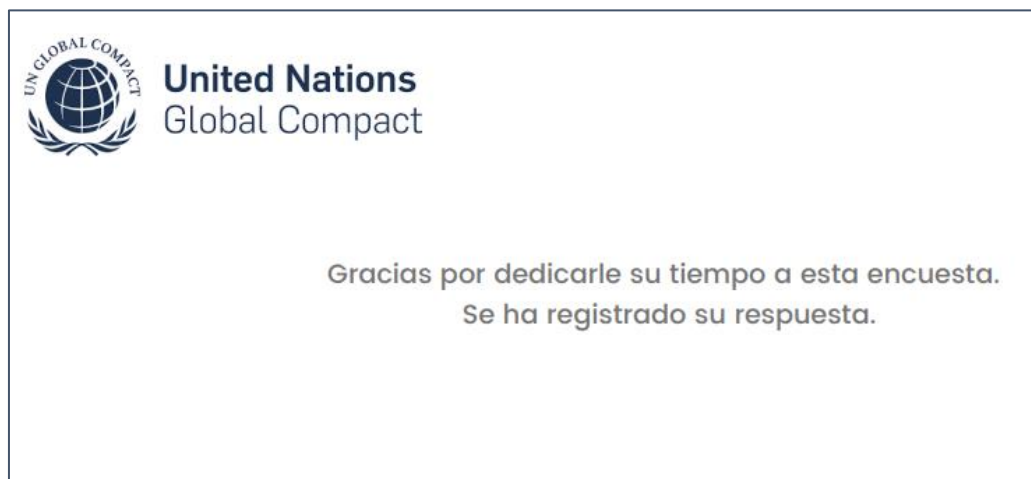 UN GLOBAL COMPACT
United Nations
Global Compact
Gracias por dedicarle su tiempo a esta encuesta.
Se ha registrado su respuesta.